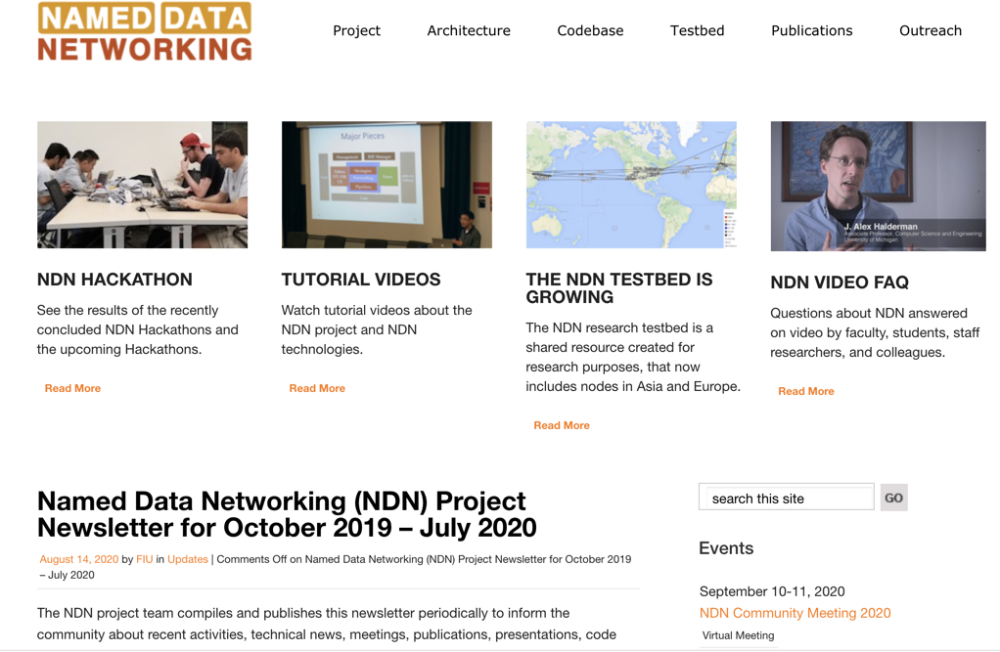 NAMED DATA
NETWORKING
Project Architecture Codebase Testbed Publications Outreach
Major Pieces
J. Alex Halderman
Associate Professor, Computer Science and Engineering
University of Michigan
NDN HACKATHON
See the results of the recently
concluded NDN Hackathons and
the upcoming Hackathons.
Read More
TUTORIAL VIDEOS
Watch tutorial videos about the
NDN project and NDN
technologies.
Read More
THE NDN TESTBED IS
GROWING
The NDN research testbed is a
shared resource created for
research purposes, that now
includes nodes in Asia and Europe.
Read More
NDN VIDEO FAQ
Questions about NDN answered
on video by faculty, students, staff
researchers, and colleagues.
Read More
Named Data Networking (NDN) Project
Newsletter for October 2019 – July 2020
August 14, 2020 by FIU in Updates | Comments Off on Named Data Networking (NDN) Project Newsletter for October 2019
– July 2020
The NDN project team compiles and publishes this newsletter periodically to inform the
community about recent activities, technical news, meetings, publications, presentations, code
search this site GO
Events
September 10-11, 2020
NDN Community Meeting 2020
Virtual Meeting